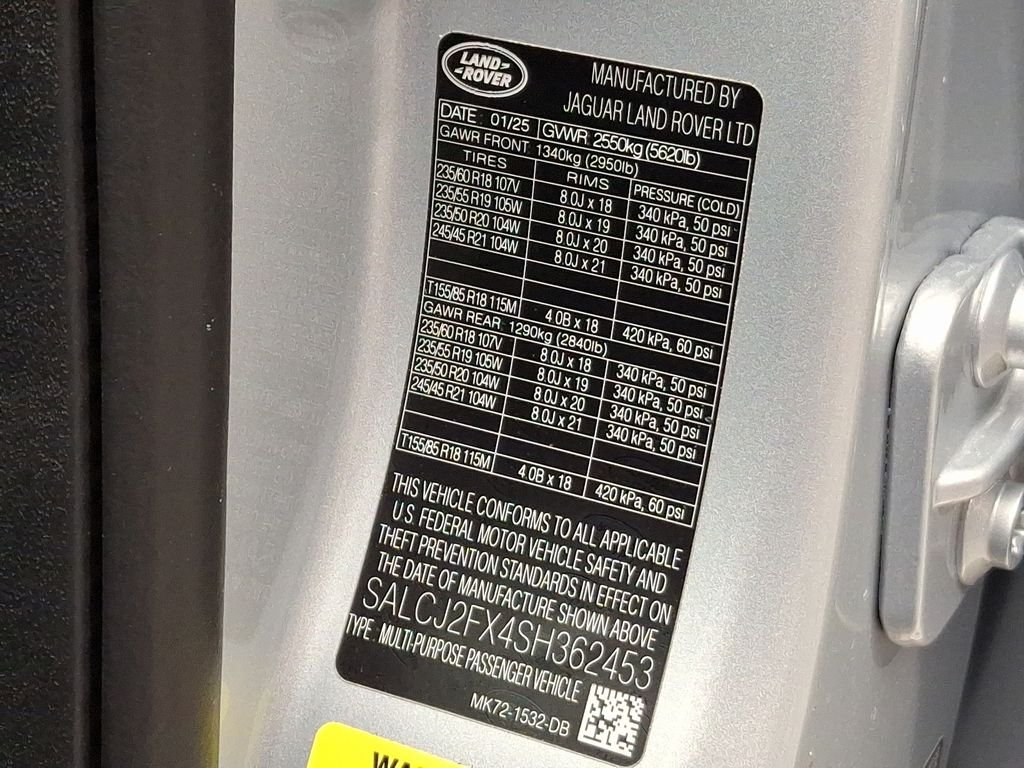 LAND-
-ROVER
MANUFACTURED BY
JAGUAR LAND ROVER LTD
DATE: 01/25 GVWR 2550kg (5620lb)
GAWR FRONT 1340kg (2950lb)
TIRES RIMS PRESSURE (COLD)
235/60 R18 107V 8.0J x 18 340 kPa, 50 psi
235/55 R19 105W 8.0J x 19 340 kPa, 50 psi
235/50 R20 104W 8.0J x 20 340 kPa, 50 psi
245/45 R21 104W 8.0J x 21 340 kPa, 50 psi
T155/85 R18 115M 4.0B x 18 420 kPa, 60 psi
GAWR REAR 1290kg (2840lb)
235/60 R18 107V 8.0J x 18 340 kPa, 50 psi
235/55 R19 105W 8.0J x 19 340 kPa, 50 psi
235/50 R20 104W 8.0J x 20 340 kPa, 50 psi
245/45 R21 104W 8.0J x 21 340 kPa, 50 psi
T155/85 R18 115M 4.0B x 18 420 kPa, 60 psi
THIS VEHICLE CONFORMS TO ALL APPLICABLE
U.S. FEDERAL MOTOR VEHICLE SAFETY AND
THEFT PREVENTION STANDARDS IN EFFECT ON
THE DATE OF MANUFACTURE SHOWN ABOVE
SALCJ2FX4SH362453
TYPE: MULTI-PURPOSE PASSENGER VEHICLE
MK72-1532-DB